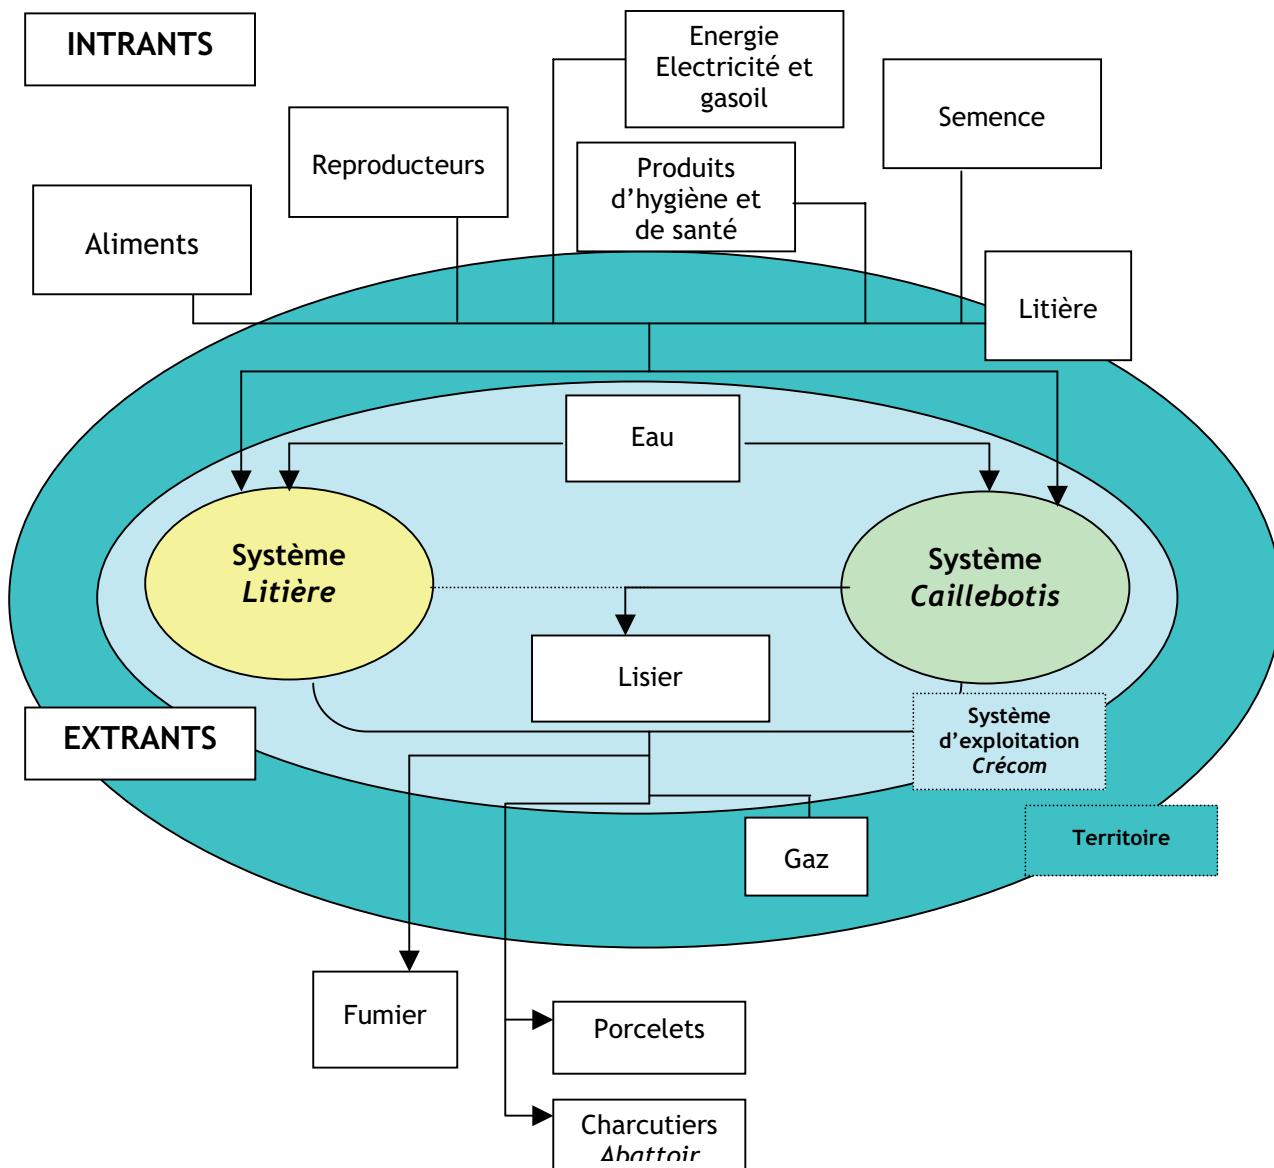 INTRANTS
Energie
Electricité et
gasoil
Semence
Reproducteurs
Produits
d'hygiène et
de santé
Aliments
Litière
Eau
Système
Litière
Système
Caillebotis
Lisier
EXTRANTS
Système
d'exploitation
Crécom
Territoire
Gaz
Fumier
Porcelets
Charcutiers
Abattoir